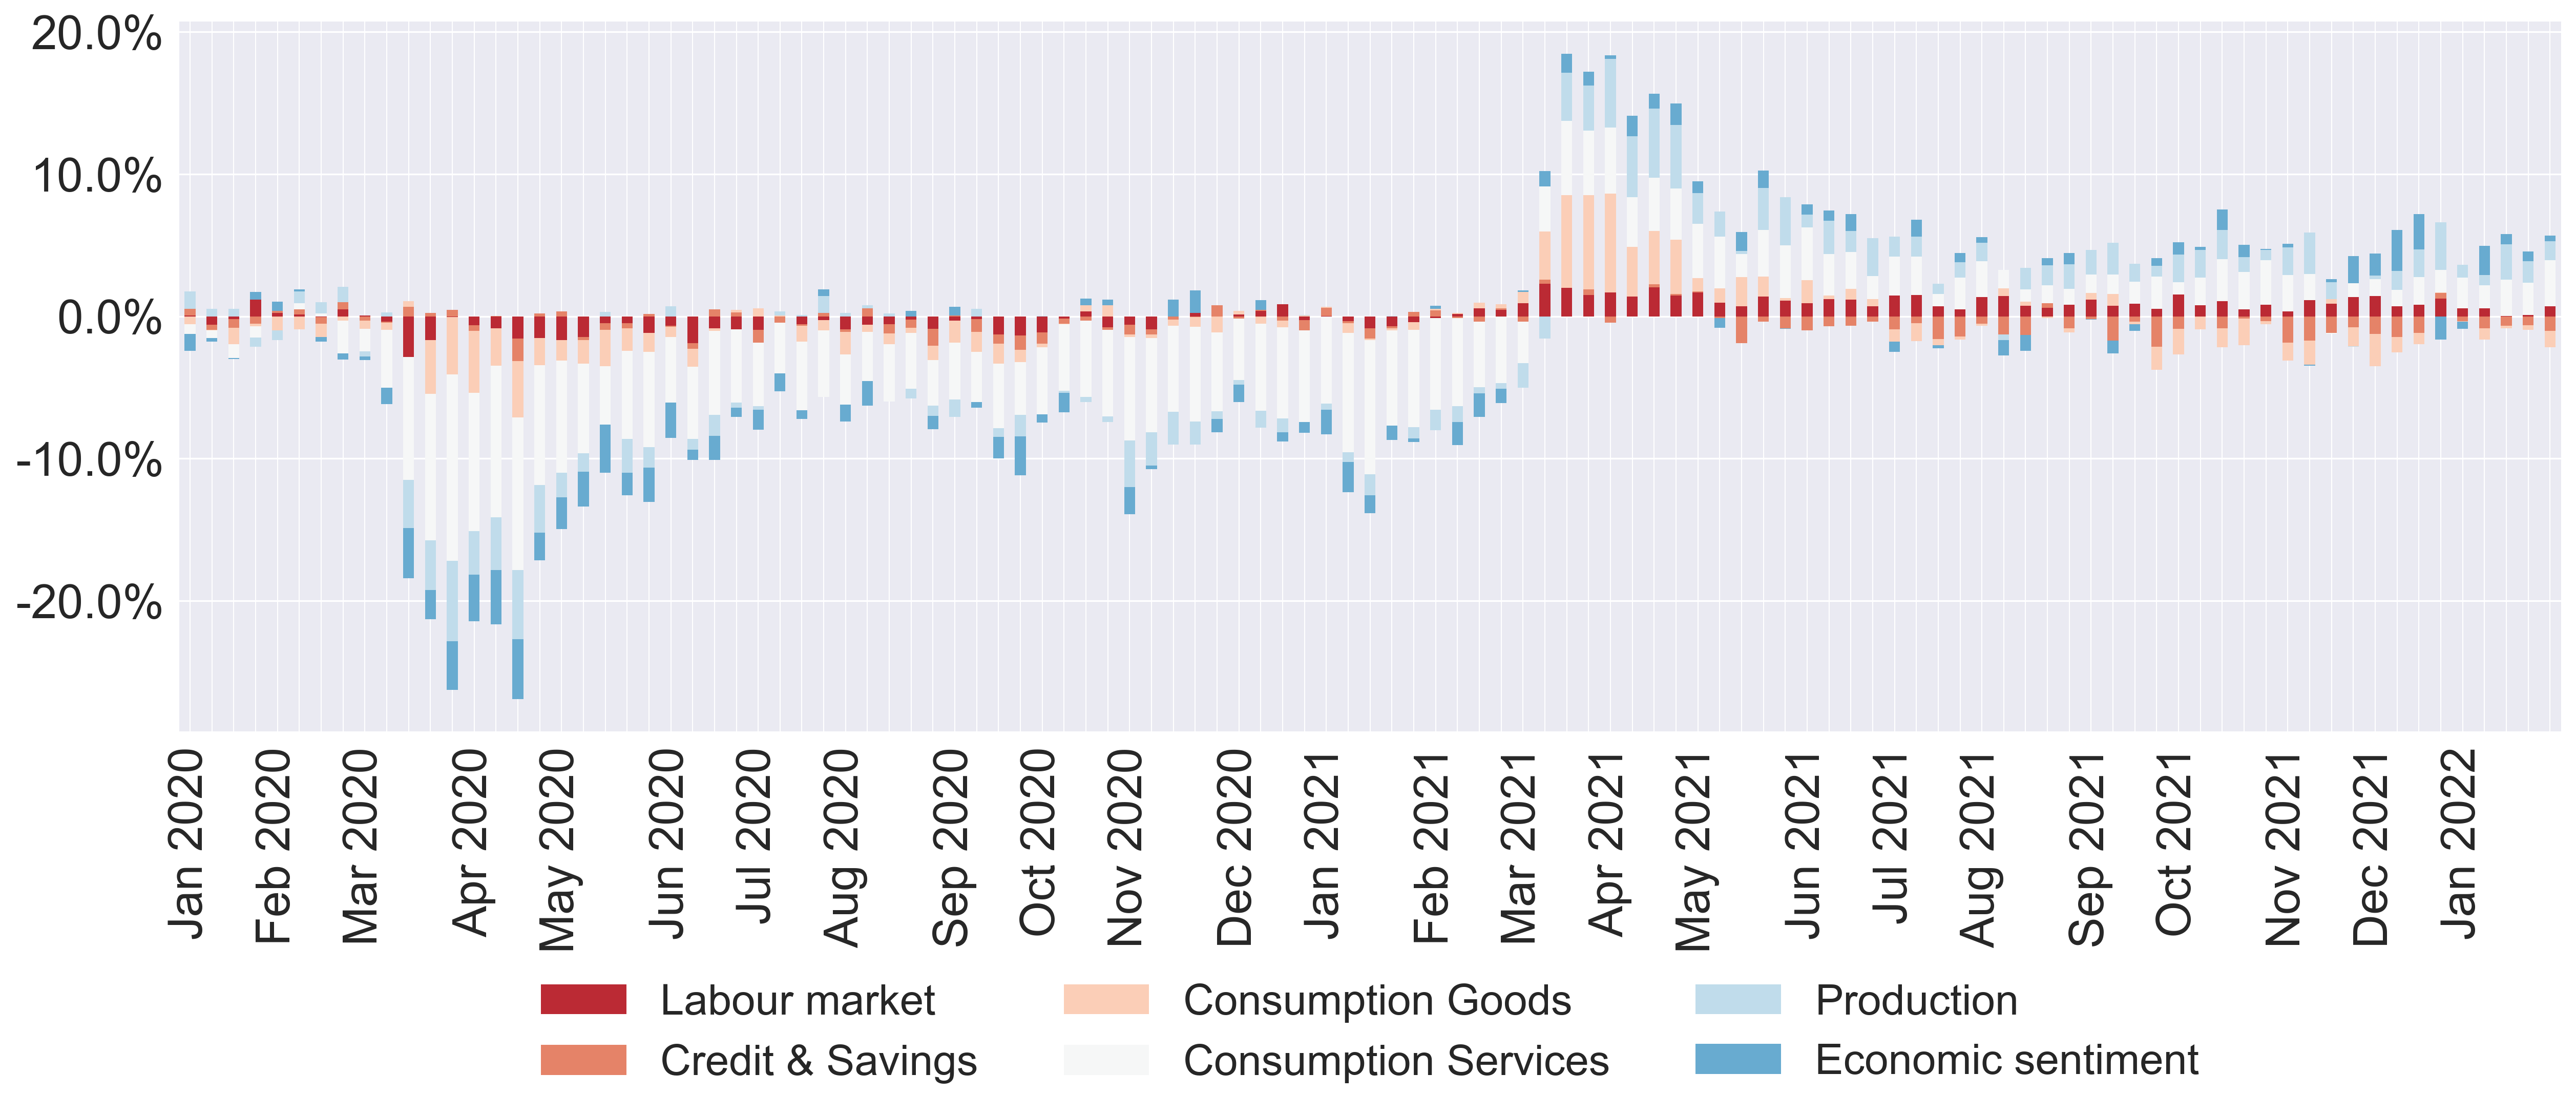 20.0%
10.0%
0.0%
-10.0%
-20.0%
Jan 2020
Feb 2020
Mar 2020
Apr 2020
May 2020
Jun 2020
Jul 2020
Aug 2020
Sep 2020
Oct 2020
Nov 2020
Dec 2020
Jan 2021
Feb 2021
Mar 2021
Apr 2021
May 2021
Jun 2021
Jul 2021
Aug 2021
Sep 2021
Oct 2021
Nov 2021
Dec 2021
Jan 2022
Labour market
Credit & Savings
Consumption Goods
Consumption Services
Production
Economic sentiment